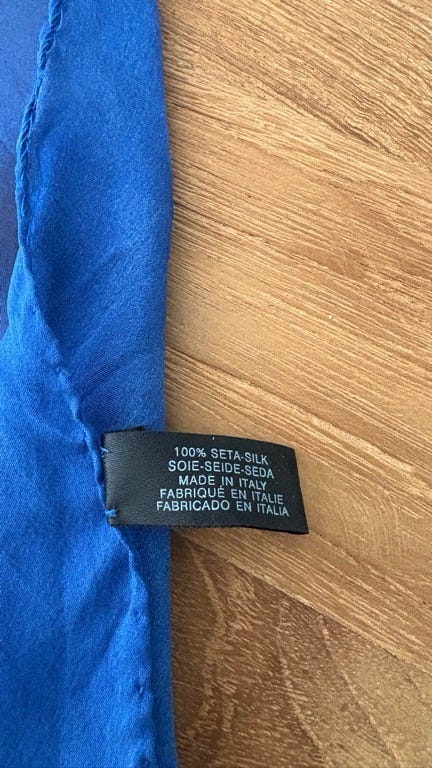 100% SETA-SILK
SOIE-SEIDE-SEDA
MADE IN ITALY
FABRIQUÉ EN ITALIE
FABRICADO EN ITALIA